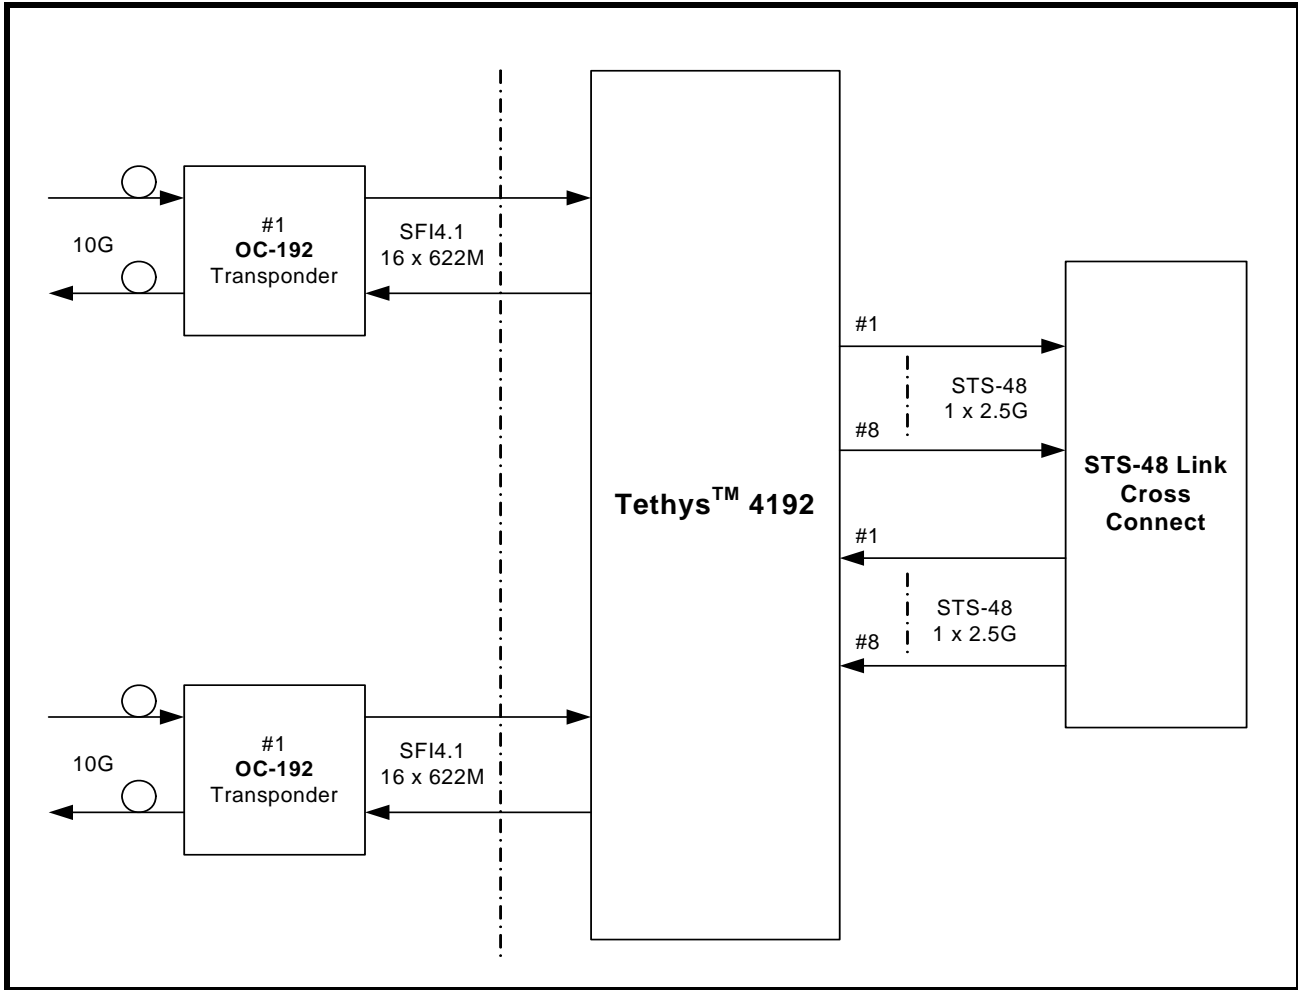 #1
OC-192
Transponder
10G
SFI4.1
16 x 622M
Tethys™ 4192
#1
STS-48
1 x 2.5G
#8
#1
STS-48
1 x 2.5G
#8
STS-48 Link
Cross
Connect
#1
OC-192
Transponder
10G
SFI4.1
16 x 622M